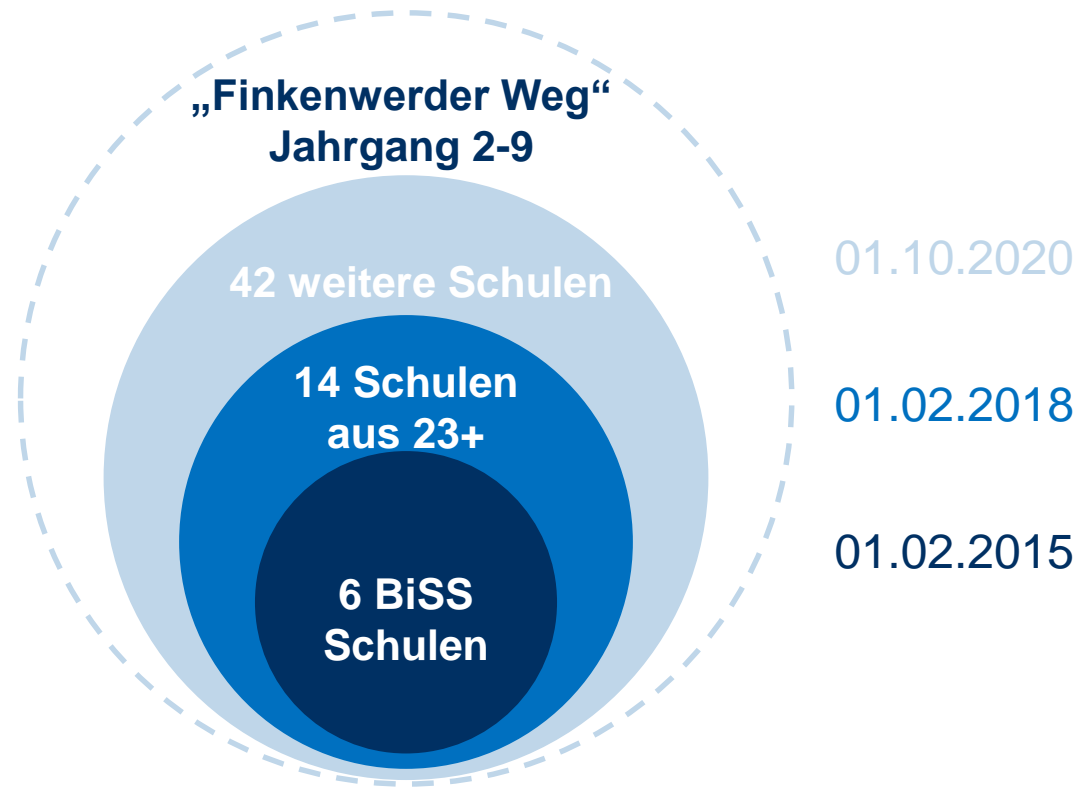 „Finkenwerder Weg“
Jahrgang 2-9
42 weitere Schulen
01.10.2020
14 Schulen
aus 23+
01.02.2018
6 BiSS
Schulen
01.02.2015